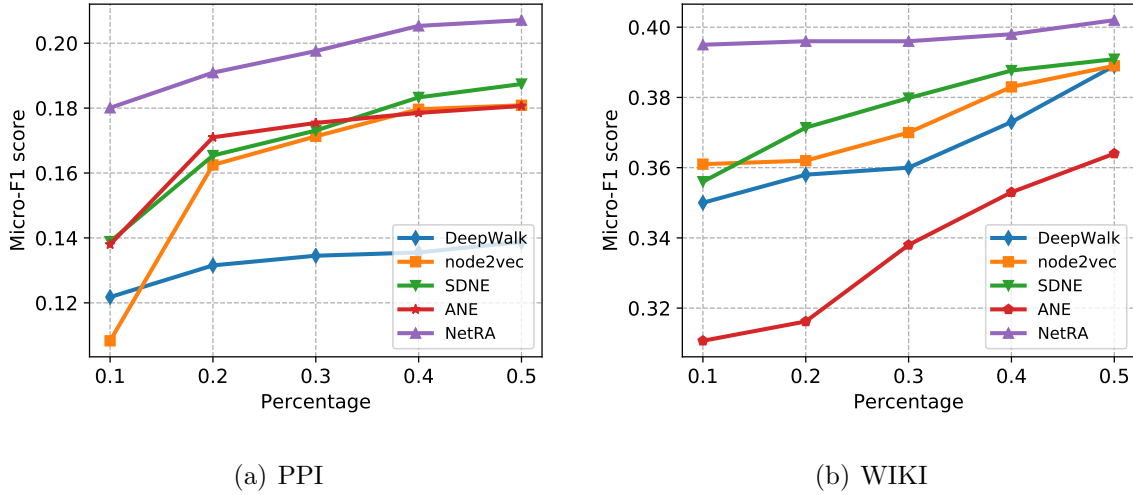 0.20
0.18
0.16
0.14
0.12
Micro-F1 score
DeepWalk
node2vec
SDNE
ANE
NetRA
0.1 0.2 0.3 0.4 0.5
Percentage
(a) PPI
0.40
0.38
0.36
0.34
0.32
Micro-F1 score
DeepWalk
node2vec
SDNE
ANE
NetRA
0.1 0.2 0.3 0.4 0.5
Percentage
(b) WIKI